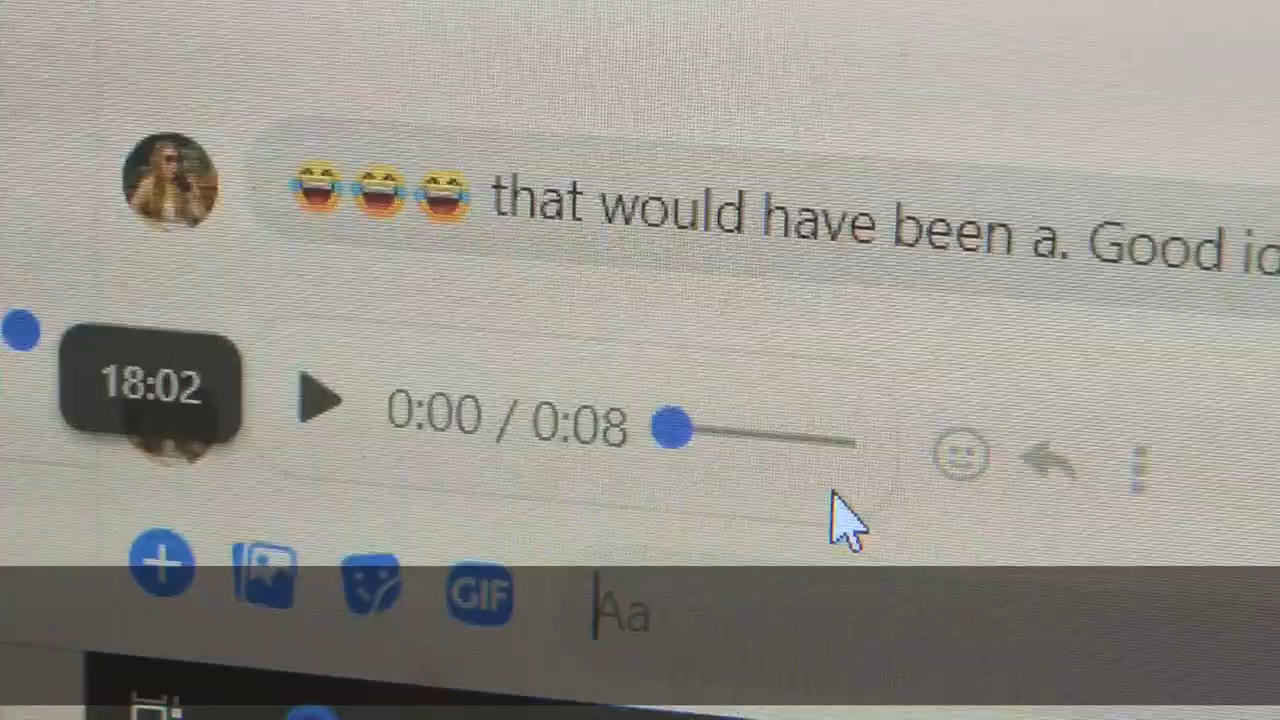 😆😆😆 that would have been a. Good
18:02
0:00 / 0:08
GIF
Aa